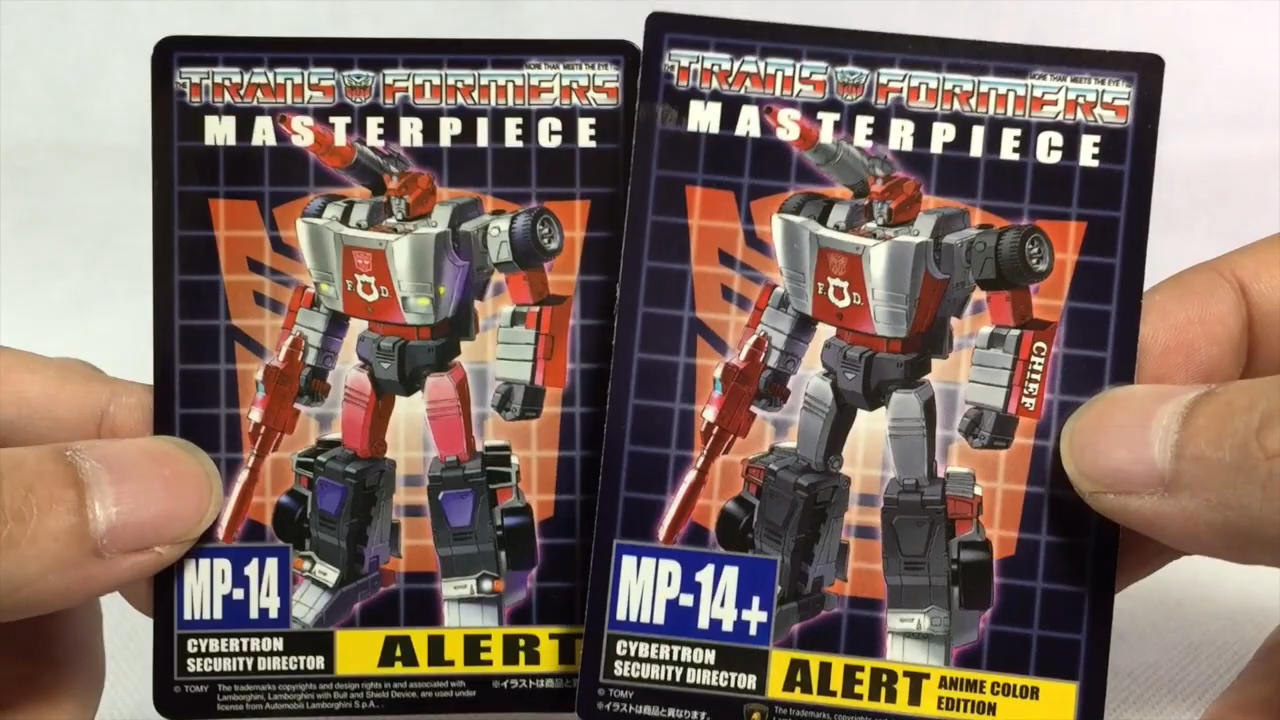 THE TRANSFORMERS
MORE THAN MEETS THE EYE!
MASTERPIECE
F.D.
MP-14
CYBERTRON
SECURITY DIRECTOR
ALERT
© TOMY
The trademarks copyrights and design rights in and associated with
Lamborghini, Lamborghini with Bull and Shield Device, are used under
license from Automobili Lamborghini S.p.A..
※イラストは商品と
THE TRANSFORMERS
MORE THAN MEETS THE EYE!
MASTERPIECE
F.D.
CHIEF
MP-14+
CYBERTRON
SECURITY DIRECTOR
ALERT ANIME COLOR
EDITION
© TOMY
※イラストは商品と異なります。
The trademarks, copyrights